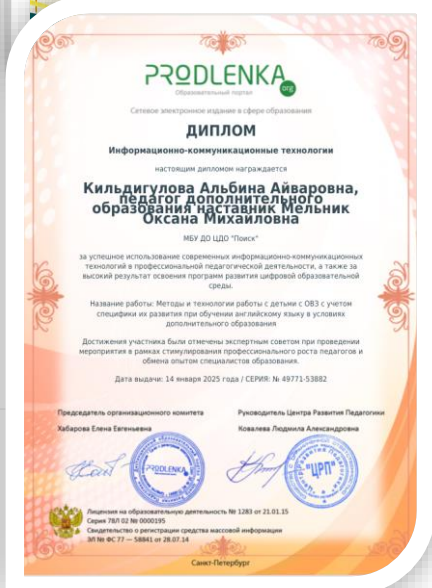 PRODLENKA
org
Образовательный портал
Сетевое электронное издание в сфере образования
ДИПЛОМ
Информационно-коммуникационные технологии
настоящим дипломом награждается
Кильдигулова Альбина Айваровна,
педагог дополнительного
образования наставник Мельник
Оксана Михайловна
МБУ ДО ЦДО "Поиск"
за успешное использование современных информационно-коммуникационных
технологий в профессиональной педагогической деятельности, а также за
высокий результат освоения программ развития цифровой образовательной
среды.
Название работы: Методы и технологии работы с детьми с ОВЗ с учетом
специфики их развития при обучении английскому языку в условиях
дополнительного образования
Достижения участника были отмечены экспертным советом при проведении
мероприятия в рамках стимулирования профессионального роста педагогов и
обмена опытом специалистов образования.
Дата выдачи: 14 января 2025 года / СЕРИЯ: № 49771-53882
Председатель организационного комитета
Хабарова Елена Евгеньевна
Руководитель Центра Развития Педагогики
Ковалева Людмила Александровна
PRODLENKA
"ЦРП"
Лицензия на образовательную деятельность № 1283 от 21.01.15
Серия 78Л 02 № 0000195
Свидетельство о регистрации средства массовой информации
ЭЛ № ФС 77 — 58841 от 28.07.14
Санкт-Петербург